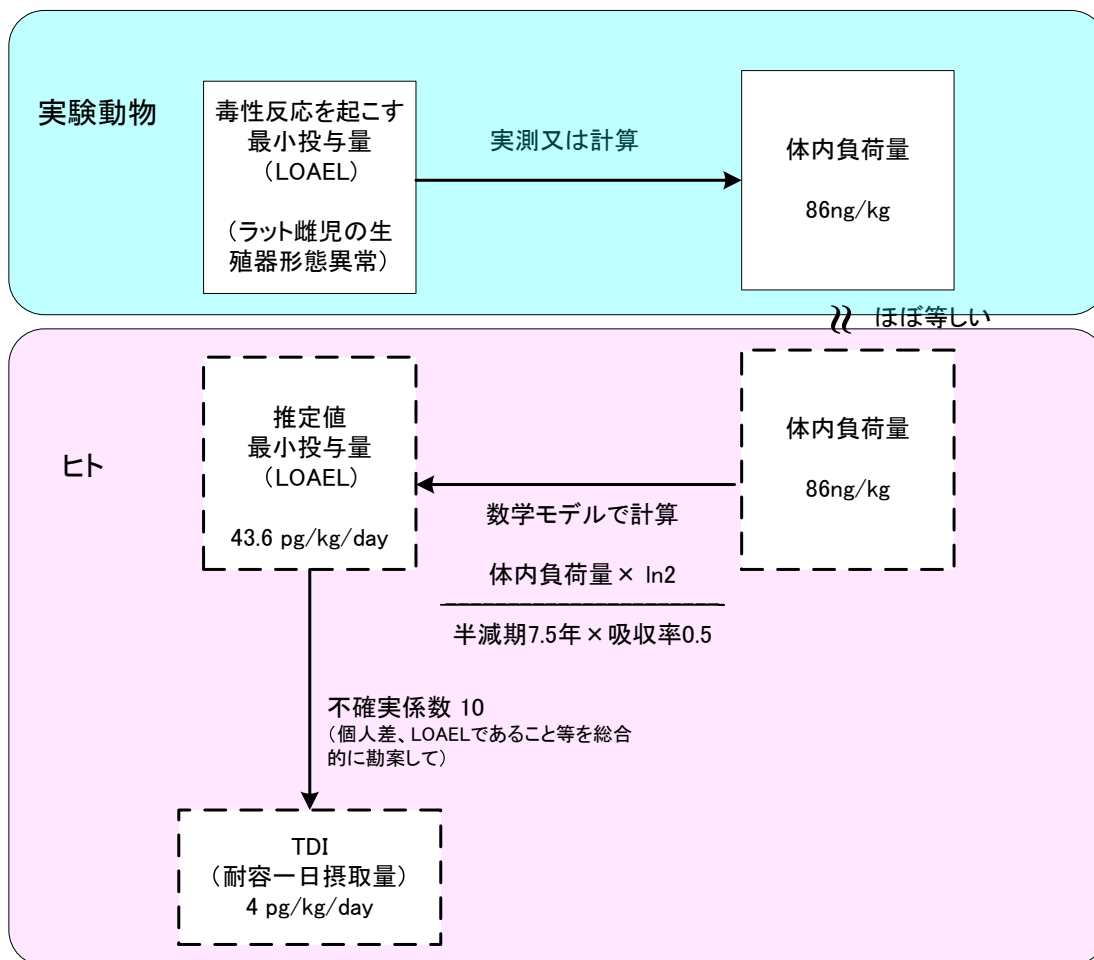 実験動物
毒性反応を起こす
最小投与量
（LOAEL）
（ラット雌児の生
殖器形態異常）
実測又は計算
体内負荷量
86ng/kg
≈ ほぼ等しい
ヒト
推定値
最小投与量
（LOAEL）
43.6 pg/kg/day
数学モデルで計算
体内負荷量× ln2
半減期7.5年×吸収率0.5
体内負荷量
86ng/kg
不確実係数 10
（個人差、LOAELであること等を総合
的に勘案して）
TDI
（耐容一日摂取量）
4 pg/kg/day